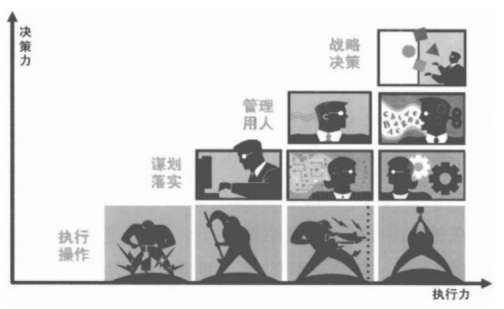 决
策
力
战略
决策
管理
用人
谋划
落实
执行
操作
执行力